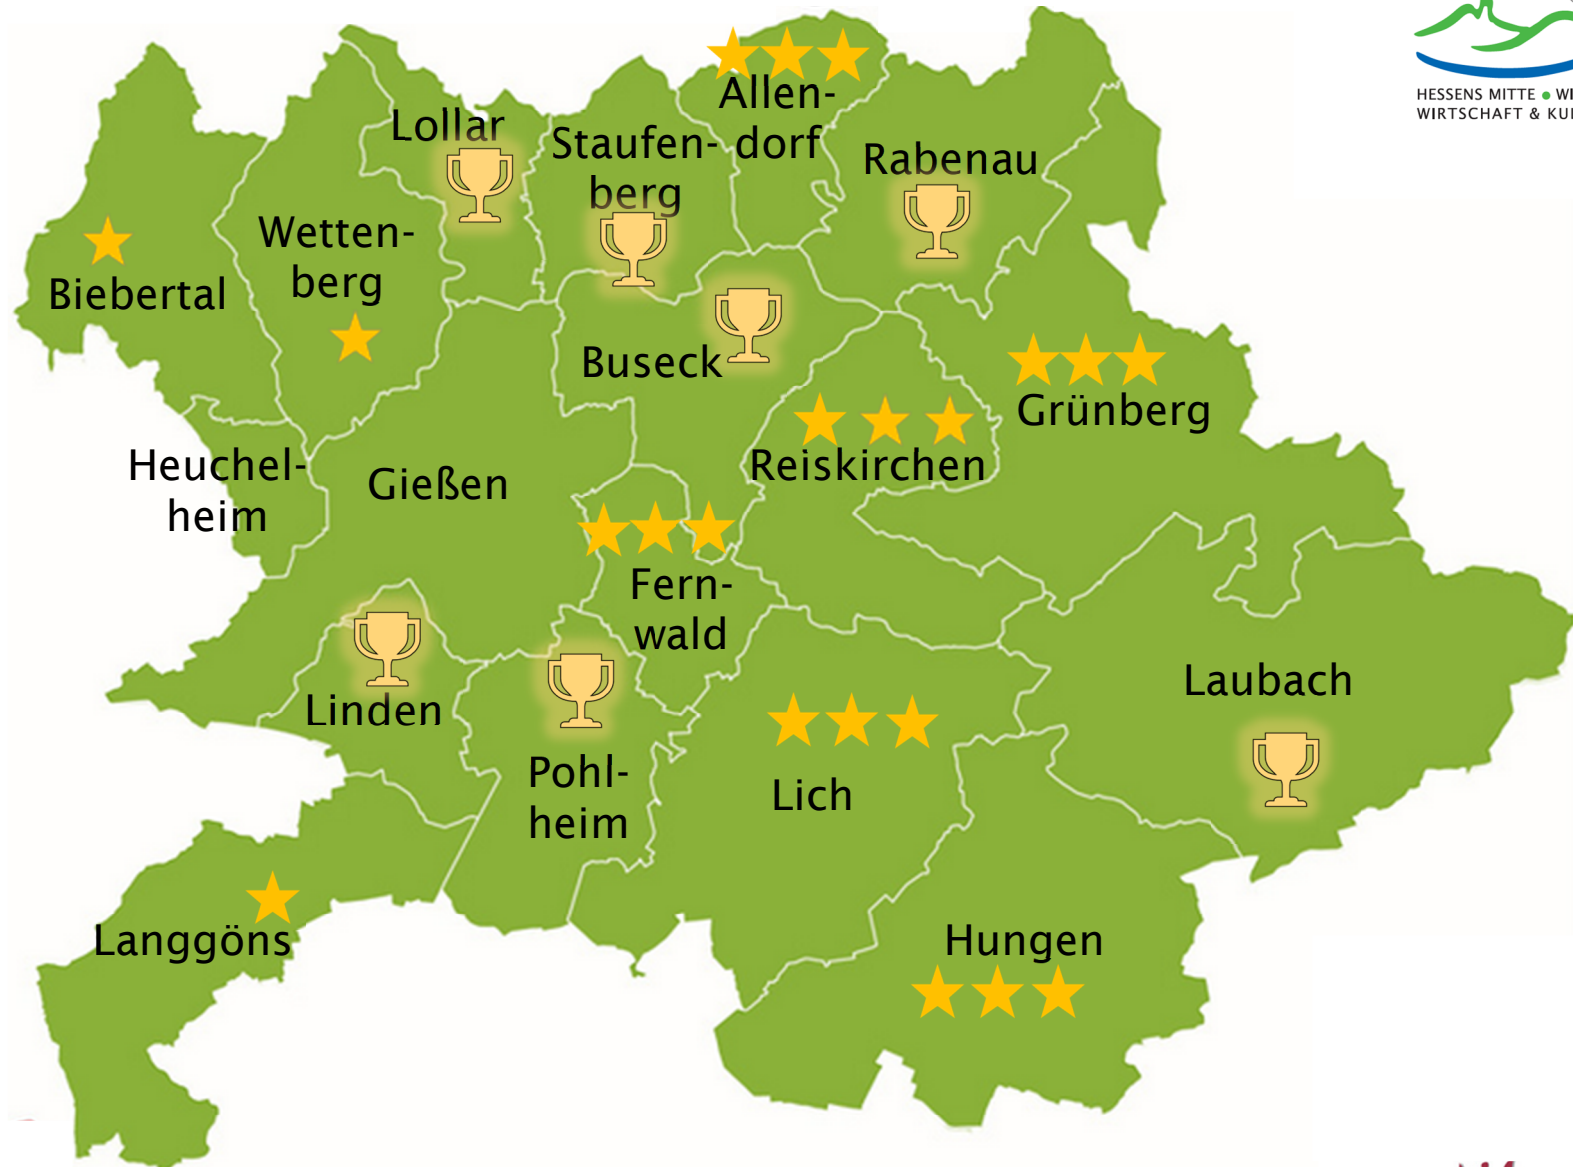 HESSENS MITTE
WIRTSCHAFT &
Allen-
dorf
Lollar
Staufen-
berg
Rabenau
Wetten-
berg
Biebertal
Buseck
Grünberg
Heuchel-
heim
Gießen
Reiskirchen
Fern-
wald
Linden
Laubach
Pohl-
heim
Lich
Langgöns
Hungen